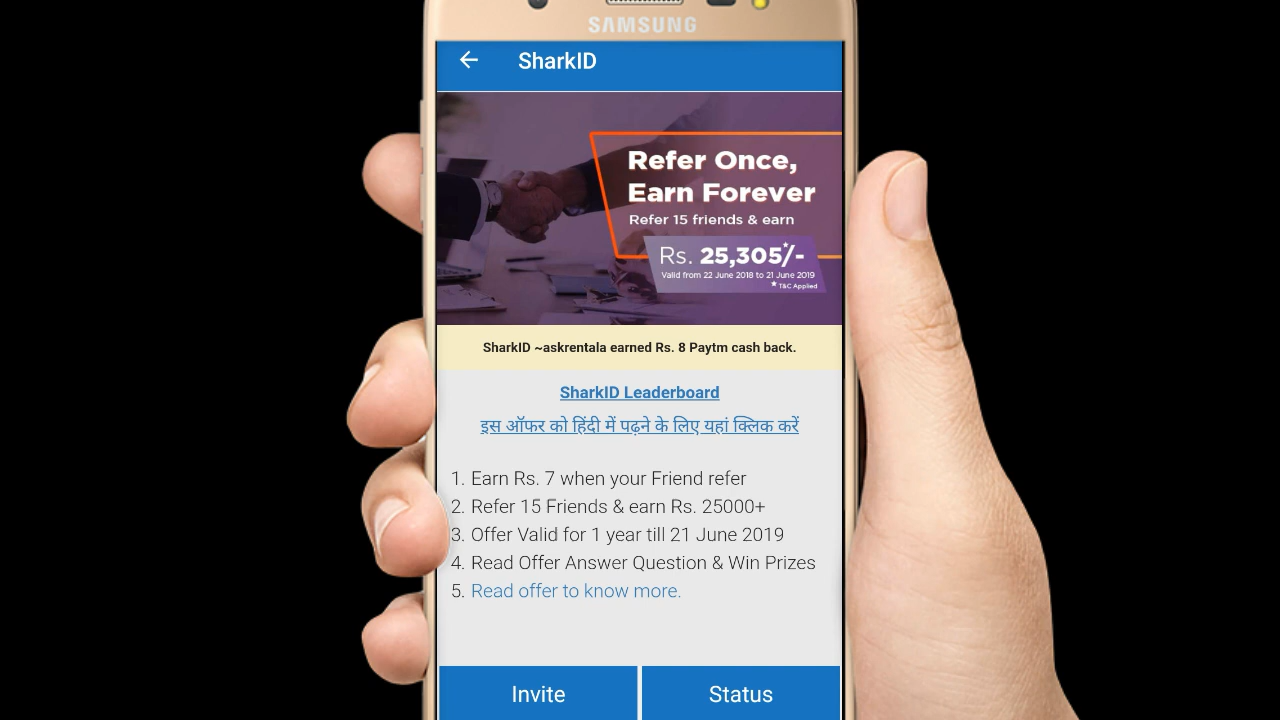 SAMSUNG
SharkID
Refer Once,
Earn Forever
Refer 15 friends & earn
Rs. 25,305*/-
Valid from 22 June 2018 to 21 June 2019
* T&C Applied
SharkID ~askrentala earned Rs. 8 Paytm cash back.
SharkID Leaderboard
इस ऑफर को हिंदी में पढ़ने के लिए यहां क्लिक करें
1. Earn Rs. 7 when your Friend refer
2. Refer 15 Friends & earn Rs. 25000+
3. Offer Valid for 1 year till 21 June 2019
4. Read Offer Answer Question & Win Prizes
5. Read offer to know more.
Invite
Status